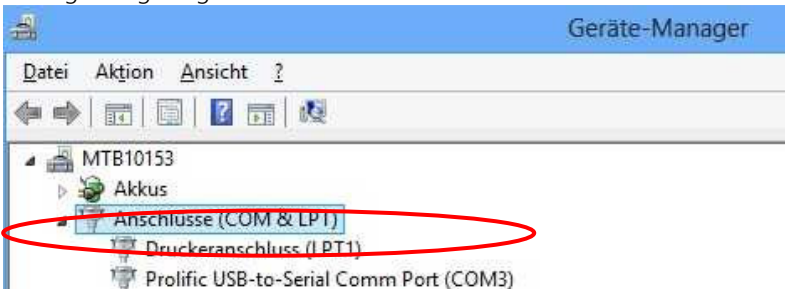 Geräte-Manager
Datei Aktion Ansicht ?
MTB10153
Akkus
Anschlüsse (COM & LPT)
Druckeranschluss (LPT1)
Prolific USB-to-Serial Comm Port (COM3)